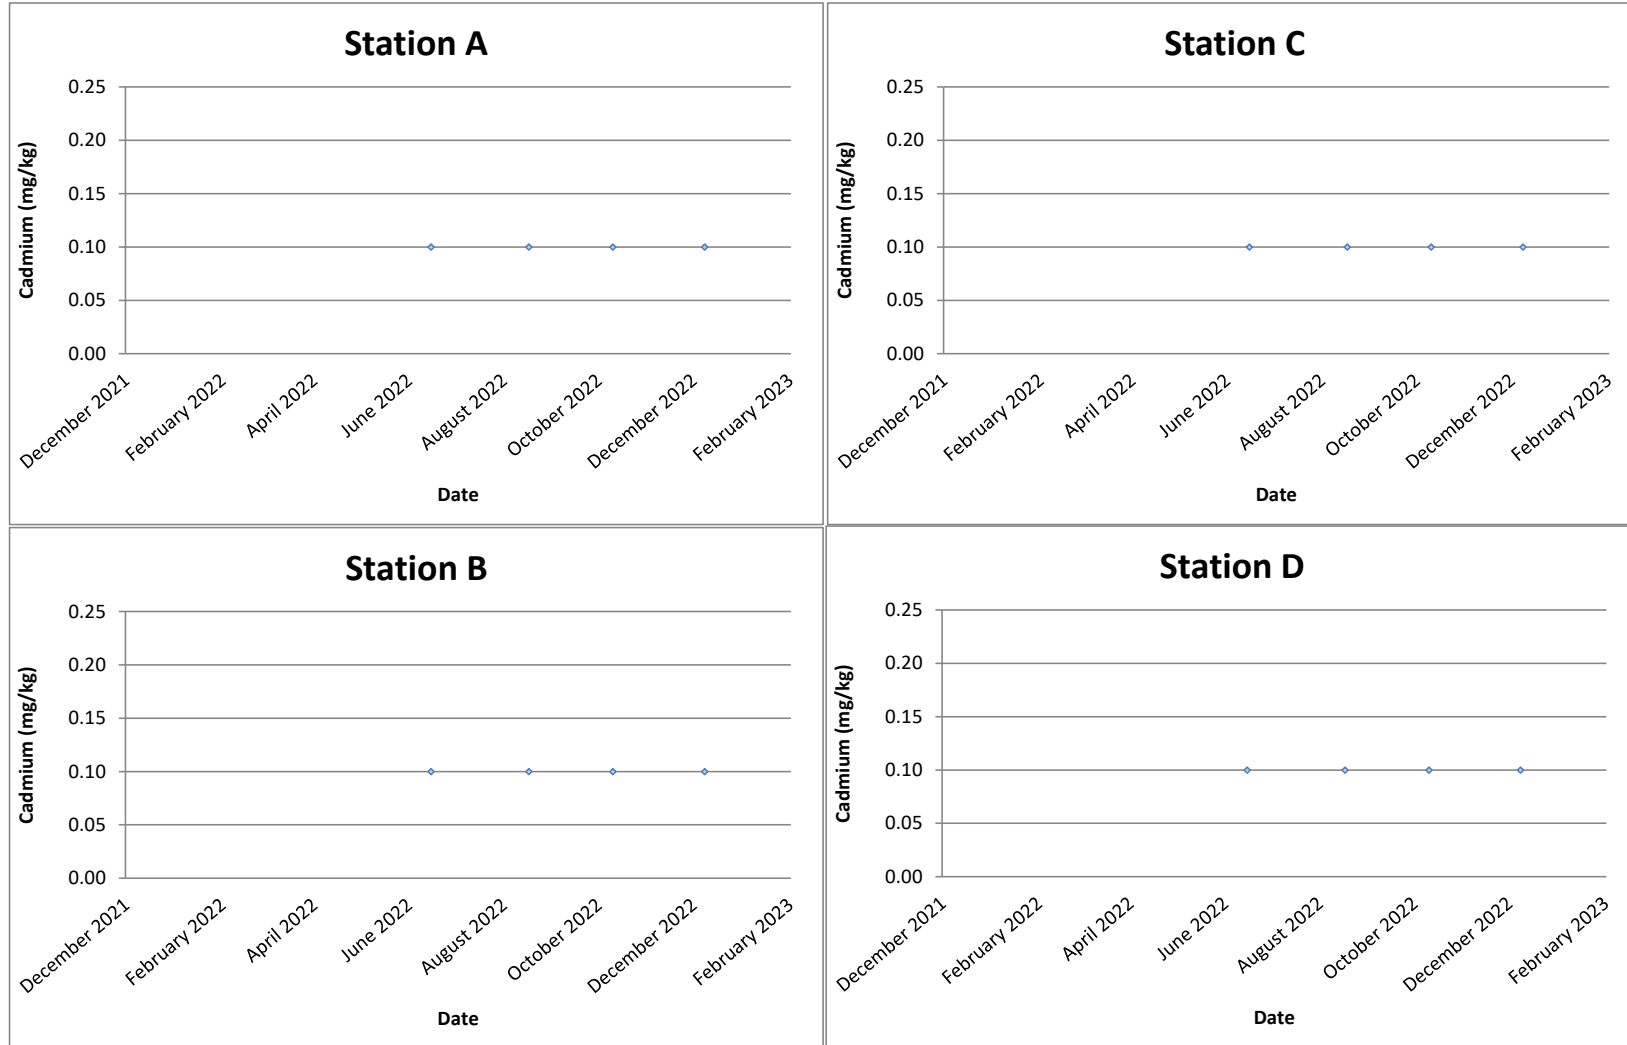 Station A
Cadmium (mg/kg)
0.25
0.20
0.15
0.10
0.05
0.00
December 2021
February 2022
April 2022
June 2022
August 2022
October 2022
December 2022
February 2023
Date
Station C
Cadmium (mg/kg)
0.25
0.20
0.15
0.10
0.05
0.00
December 2021
February 2022
April 2022
June 2022
August 2022
October 2022
December 2022
February 2023
Date
Station B
Cadmium (mg/kg)
0.25
0.20
0.15
0.10
0.05
0.00
December 2021
February 2022
April 2022
June 2022
August 2022
October 2022
December 2022
February 2023
Date
Station D
Cadmium (mg/kg)
0.25
0.20
0.15
0.10
0.05
0.00
December 2021
February 2022
April 2022
June 2022
August 2022
October 2022
December 2022
February 2023
Date